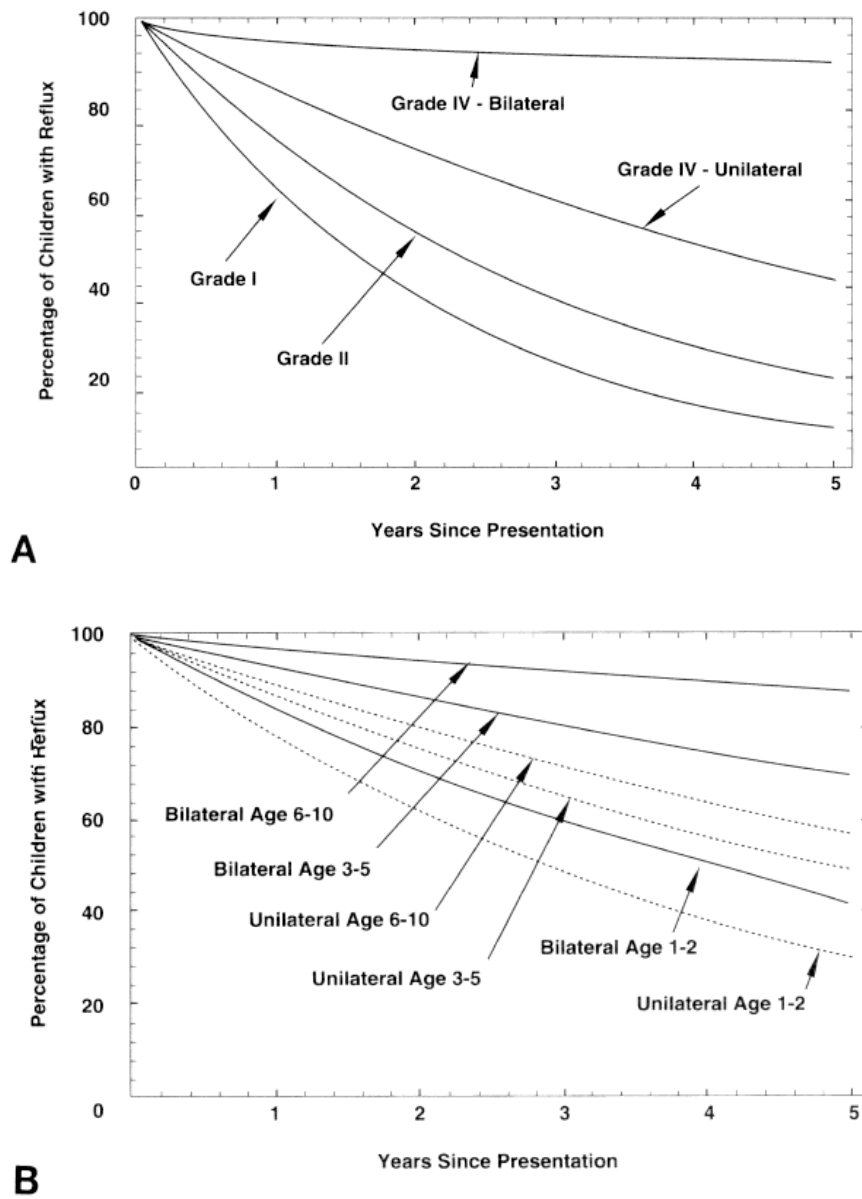 100
80
60
40
20
Percentage of Children with Reflux
Grade IV - Bilateral
Grade IV - Unilateral
Grade I
Grade II
0
1
2
3
4
5
Years Since Presentation
A
100
80
60
40
20
0
Percentage of Children with Reflux
Bilateral Age 6-10
Bilateral Age 3-5
Unilateral Age 6-10
Unilateral Age 3-5
Bilateral Age 1-2
Unilateral Age 1-2
1
2
3
4
5
Years Since Presentation
B